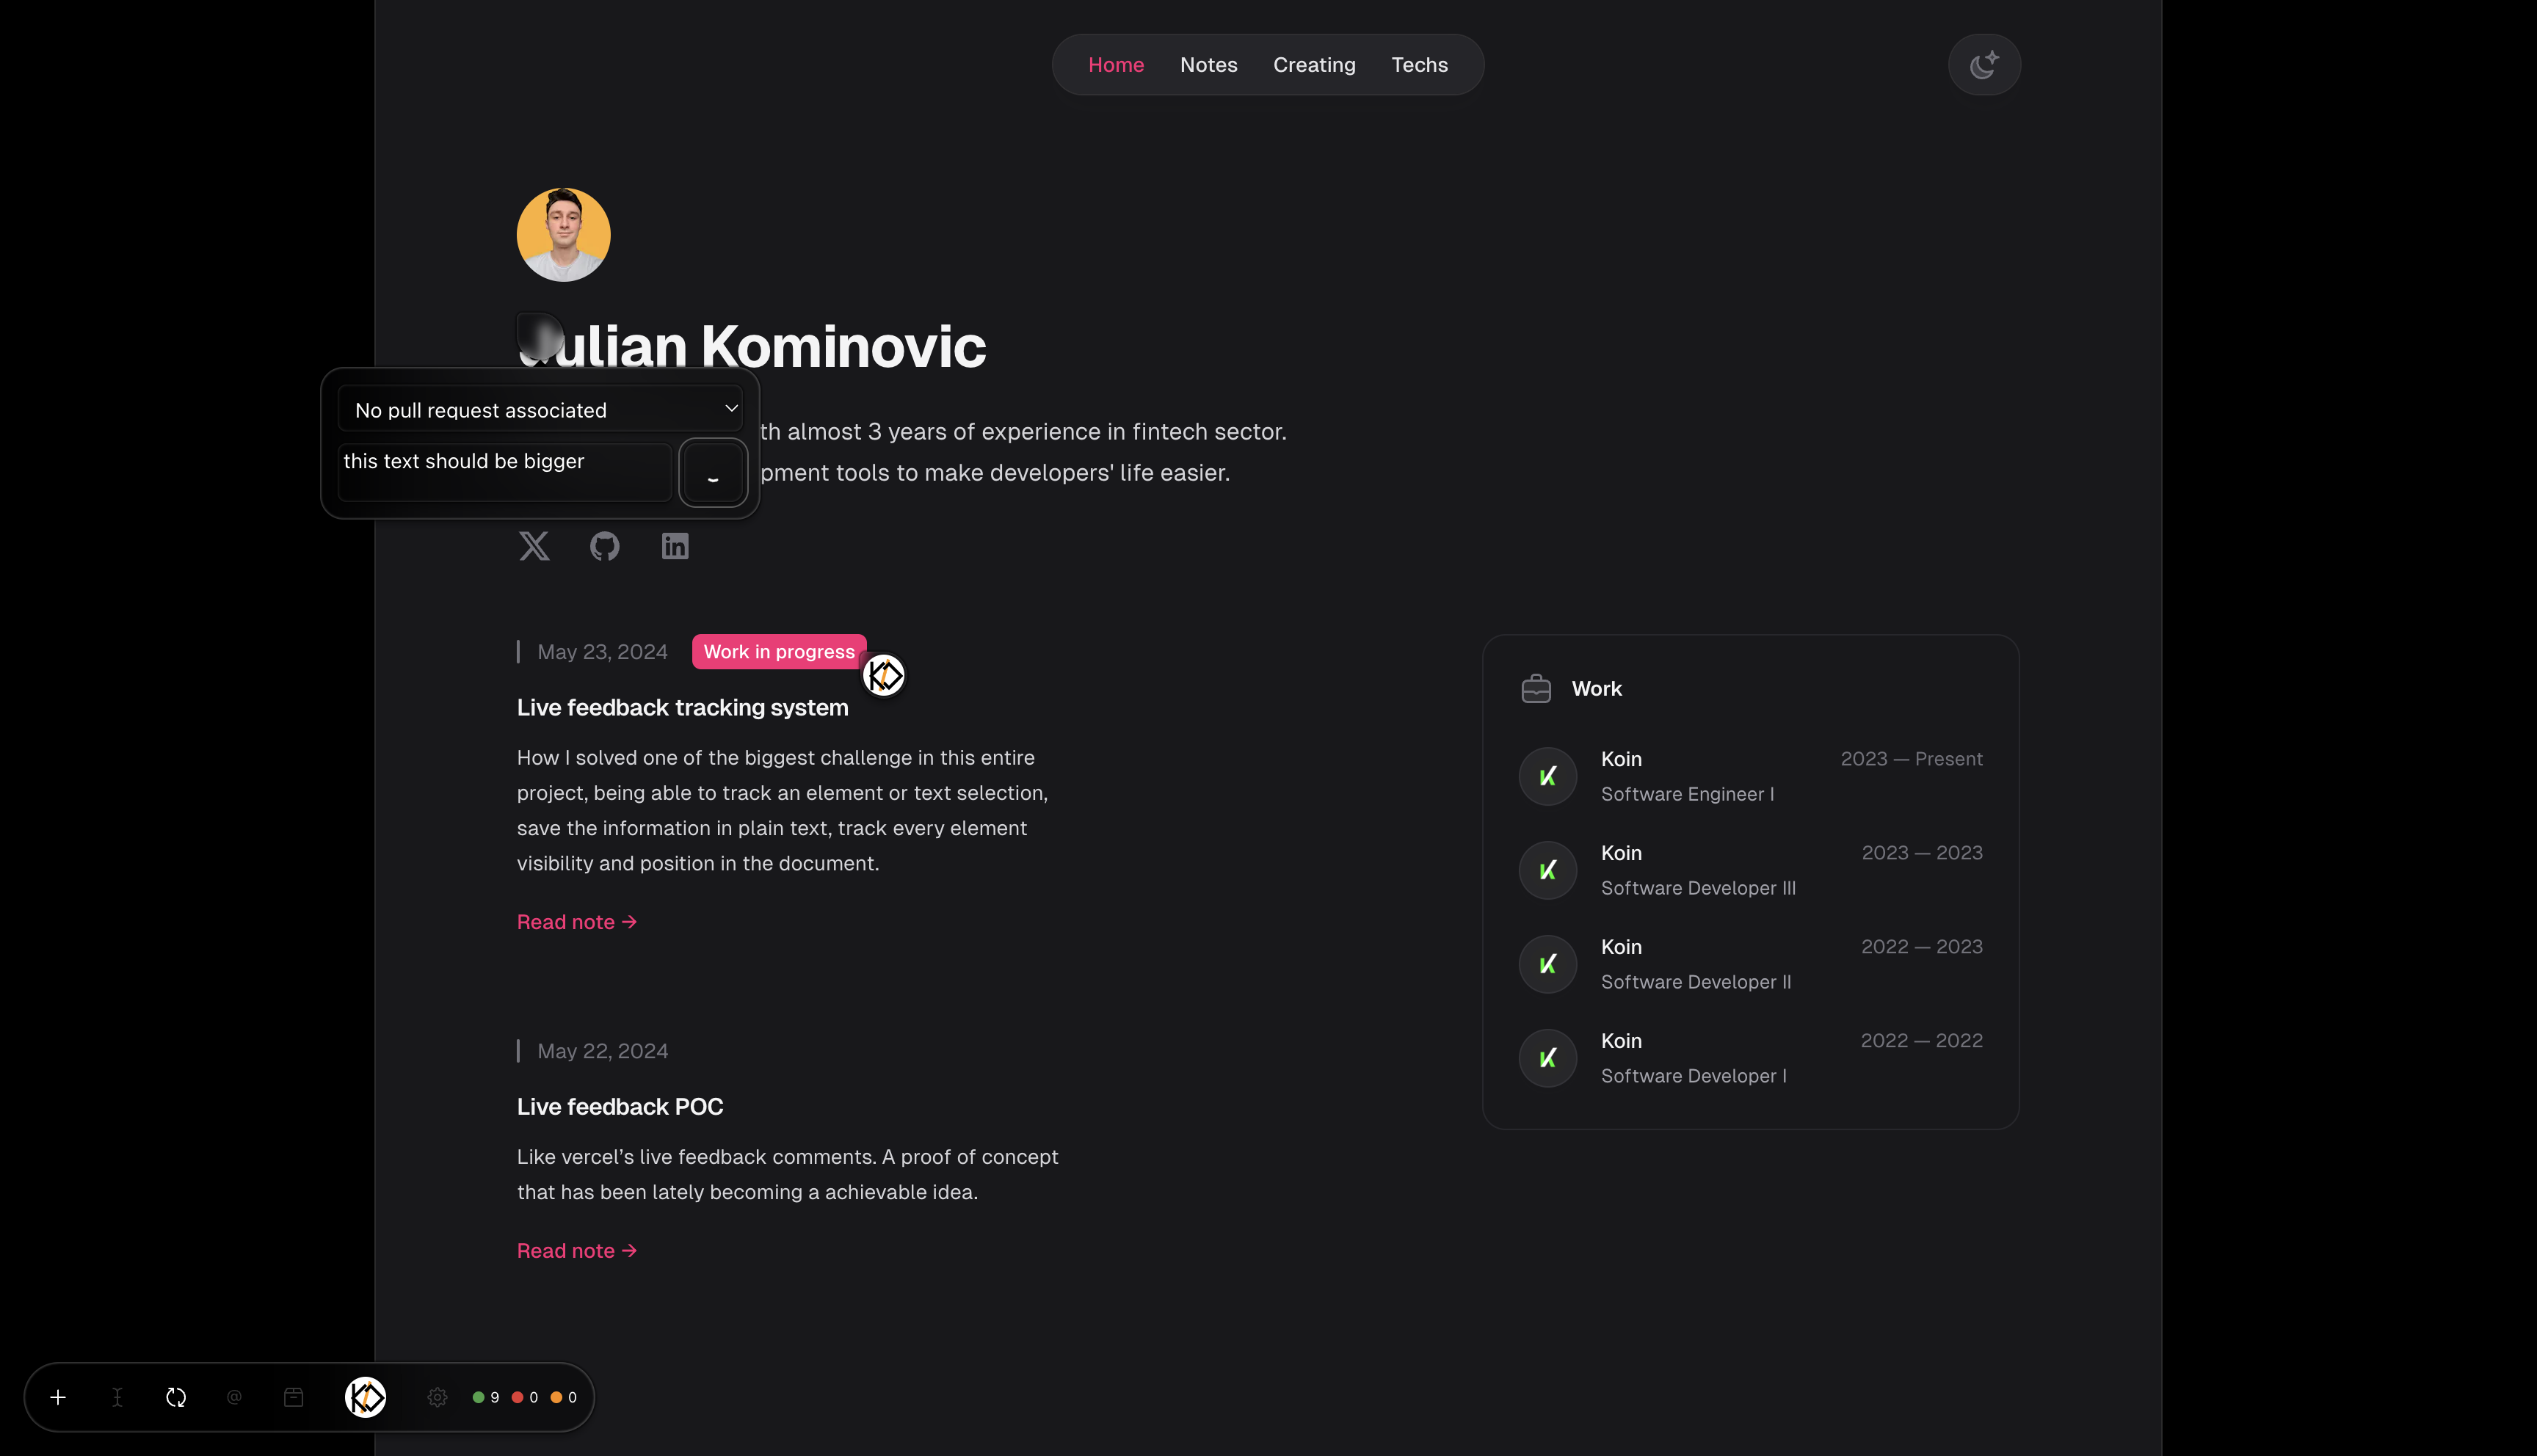 Home Notes Creating Techs
Julian Kominovic
No pull request associated
th almost 3 years of experience in fintech sector.
this text should be bigger
pment tools to make developers' life easier.
May 23, 2024 Work in progress
Live feedback tracking system
How I solved one of the biggest challenge in this entire
project, being able to track an element or text selection,
save the information in plain text, track every element
visibility and position in the document.
Read note →
May 22, 2024
Live feedback POC
Like vercel’s live feedback comments. A proof of concept
that has been lately becoming a achievable idea.
Read note →
Work
Koin 2023 — Present
Software Engineer I
Koin 2023 — 2023
Software Developer III
Koin 2022 — 2023
Software Developer II
Koin 2022 — 2022
Software Developer I
9 0 0